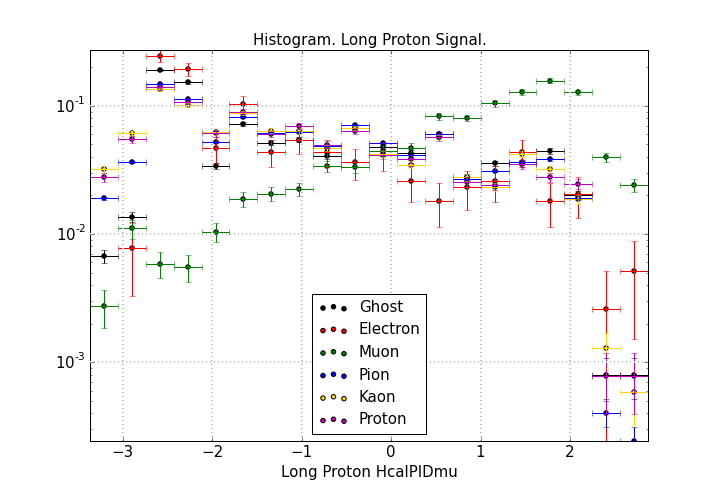 Histogram. Long Proton Signal.
10⁻¹
10⁻²
10⁻³
Ghost
Electron
Muon
Pion
Kaon
Proton
−3 −2 −1 0 1 2
Long Proton HcalPIDmu